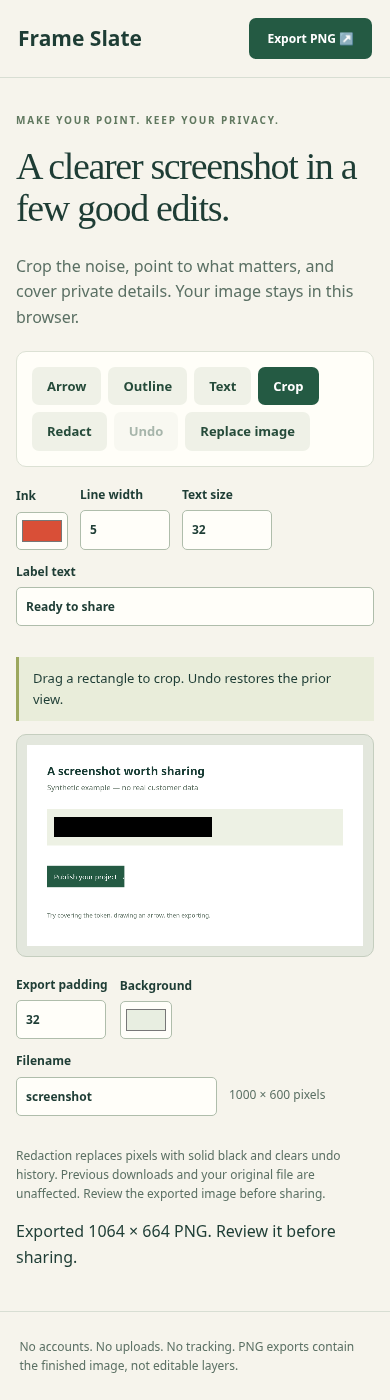 Frame Slate
Export PNG ↗
MAKE YOUR POINT. KEEP YOUR PRIVACY.
A clearer screenshot in a
few good edits.
Crop the noise, point to what matters, and
cover private details. Your image stays in this
browser.
Arrow Outline Text Crop
Redact Undo Replace image
Ink Line width Text size
5 32
Label text
Ready to share
Drag a rectangle to crop. Undo restores the prior
view.
A screenshot worth sharing
Synthetic example — no real customer data
Publish your project
Try covering the token, drawing an arrow, then exporting.
Export padding Background
32
Filename
screenshot 1000 × 600 pixels
Redaction replaces pixels with solid black and clears undo
history. Previous downloads and your original file are
unaffected. Review the exported image before sharing.
Exported 1064 × 664 PNG. Review it before
sharing.
No accounts. No uploads. No tracking. PNG exports contain
the finished image, not editable layers.